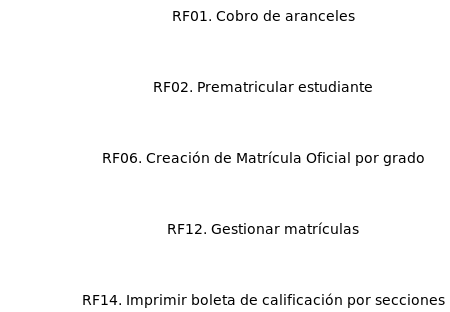 RF01. Cobro de aranceles
RF02. Prematricular estudiante
RF06. Creación de Matrícula Oficial por grado
RF12. Gestionar matrículas
RF14. Imprimir boleta de calificación por secciones